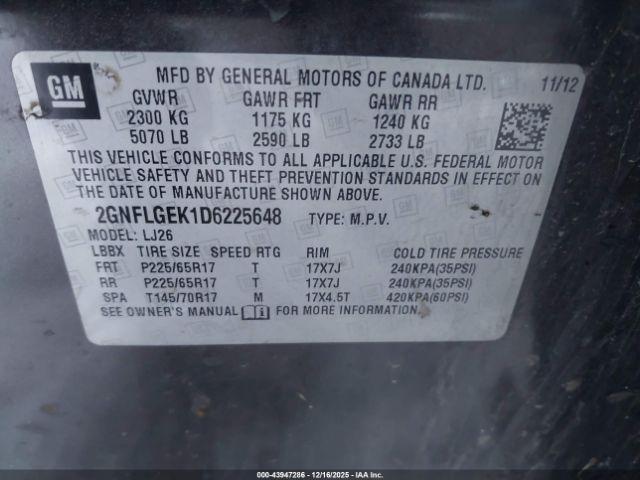 GM
MFD BY GENERAL MOTORS OF CANADA LTD. 11/12
GVWR GAWR FRT GAWR RR
2300 KG 1175 KG 1240 KG
5070 LB 2590 LB 2733 LB
THIS VEHICLE CONFORMS TO ALL APPLICABLE U.S. FEDERAL MOTOR
VEHICLE SAFETY AND THEFT PREVENTION STANDARDS IN EFFECT ON
THE DATE OF MANUFACTURE SHOWN ABOVE.
2GNFLGEK1D6225648 TYPE: M.P.V.
MODEL: LJ26
LBBX TIRE SIZE SPEED RTG RIM COLD TIRE PRESSURE
FRT P225/65R17 T 17X7J 240KPA(35PSI)
RR P225/65R17 T 17X7J 240KPA(35PSI)
SPA T145/70R17 M 17X4.5T 420KPA(60PSI)
SEE OWNER'S MANUAL FOR MORE INFORMATION.
00-43947286 - 12/16/2025 - IAA, Inc.